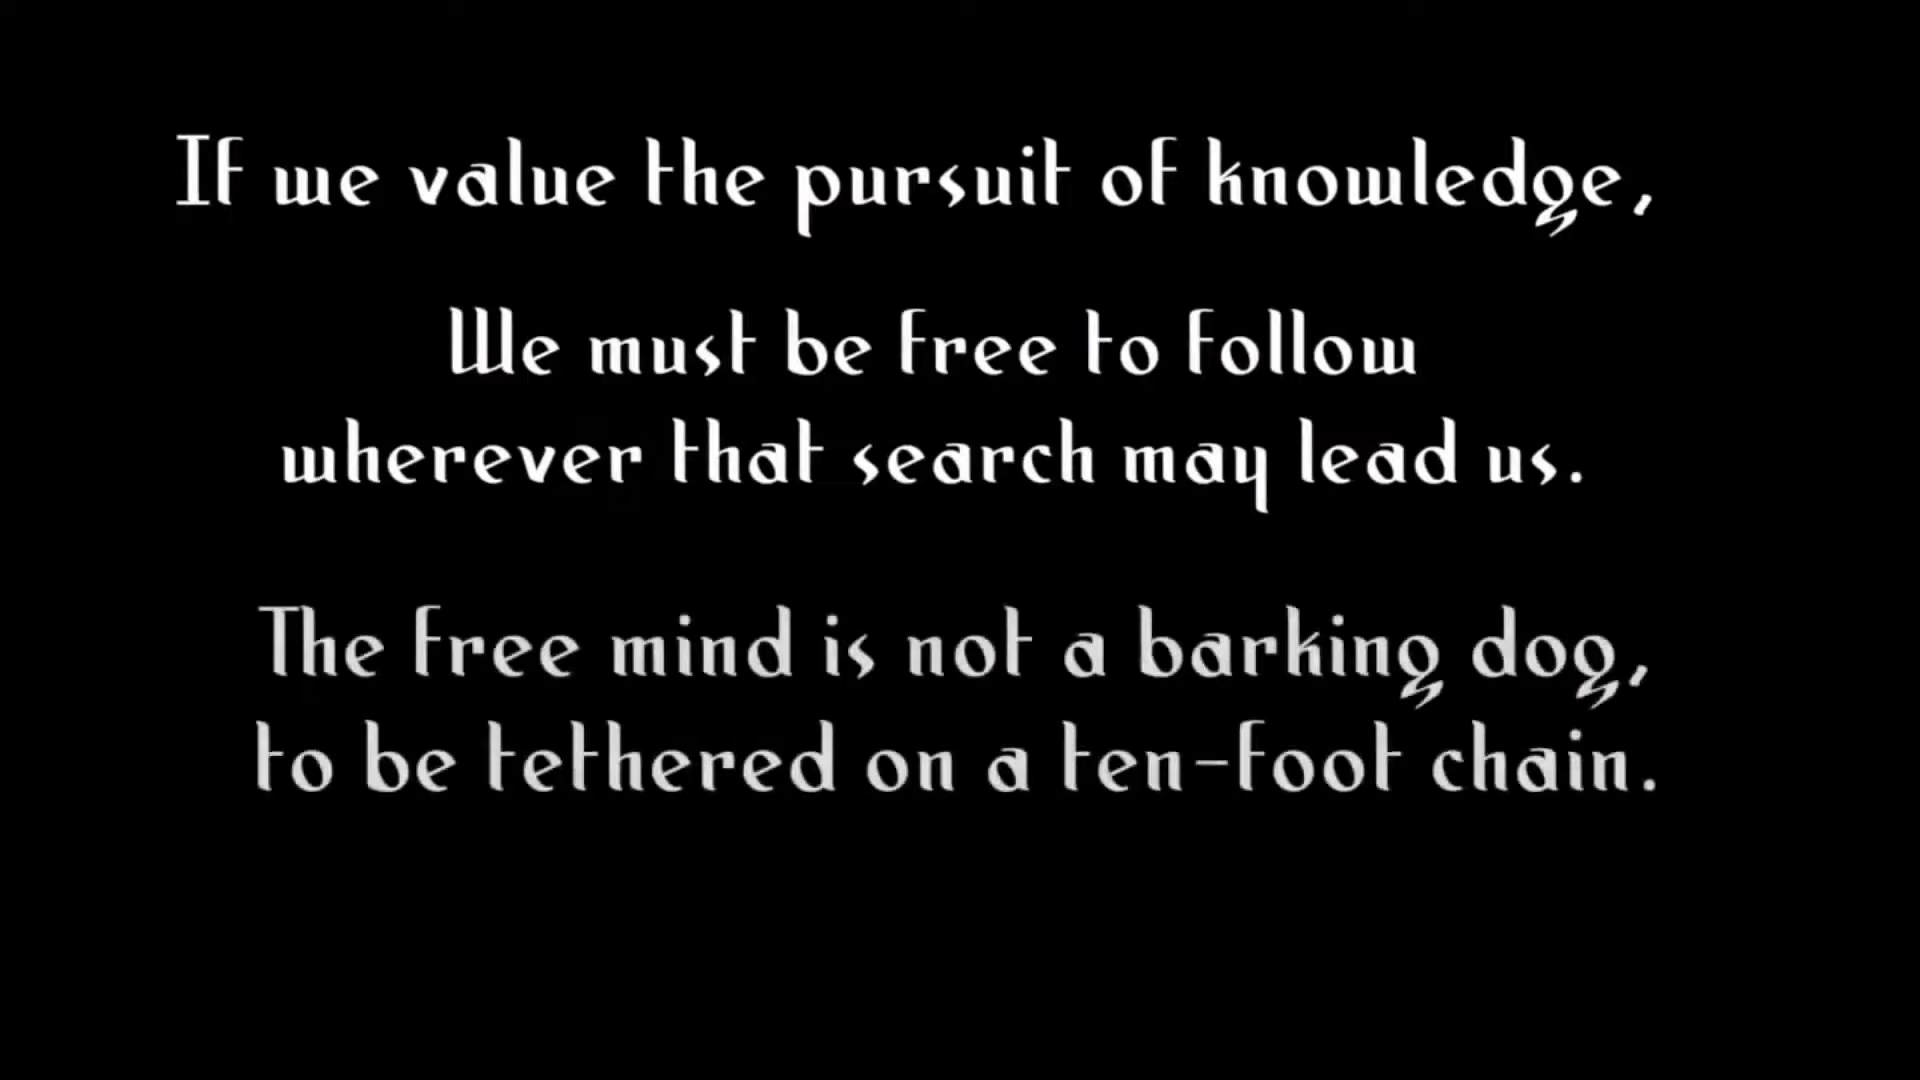 If we value the pursuit of knowledge,
We must be free to follow
wherever that search may lead us.
The free mind is not a barking dog,
to be tethered on a ten-foot chain.